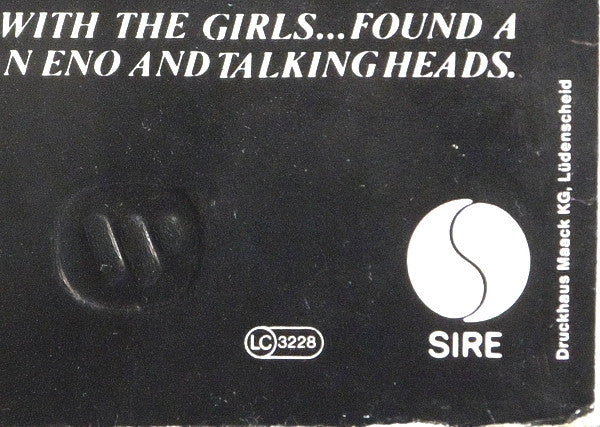 WITH THE GIRLS...FOUND A
N ENO AND TALKING HEADS.
LC 3228
SIRE
Druckhaus Maack KG, Lüdenscheid